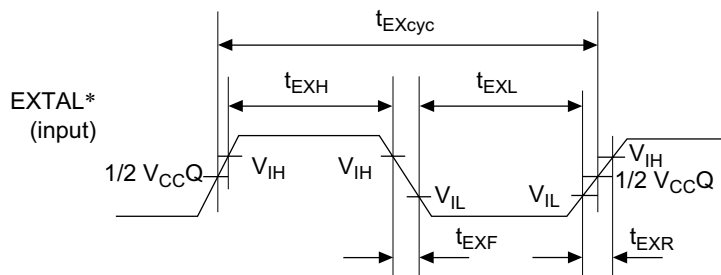 tEXcyc
tEXH
tEXL
EXTAL*
(input)
1/2 VCCQ
VIH
VIH
VIL
VIL
VIH
1/2 VCCQ
tEXF
tEXR